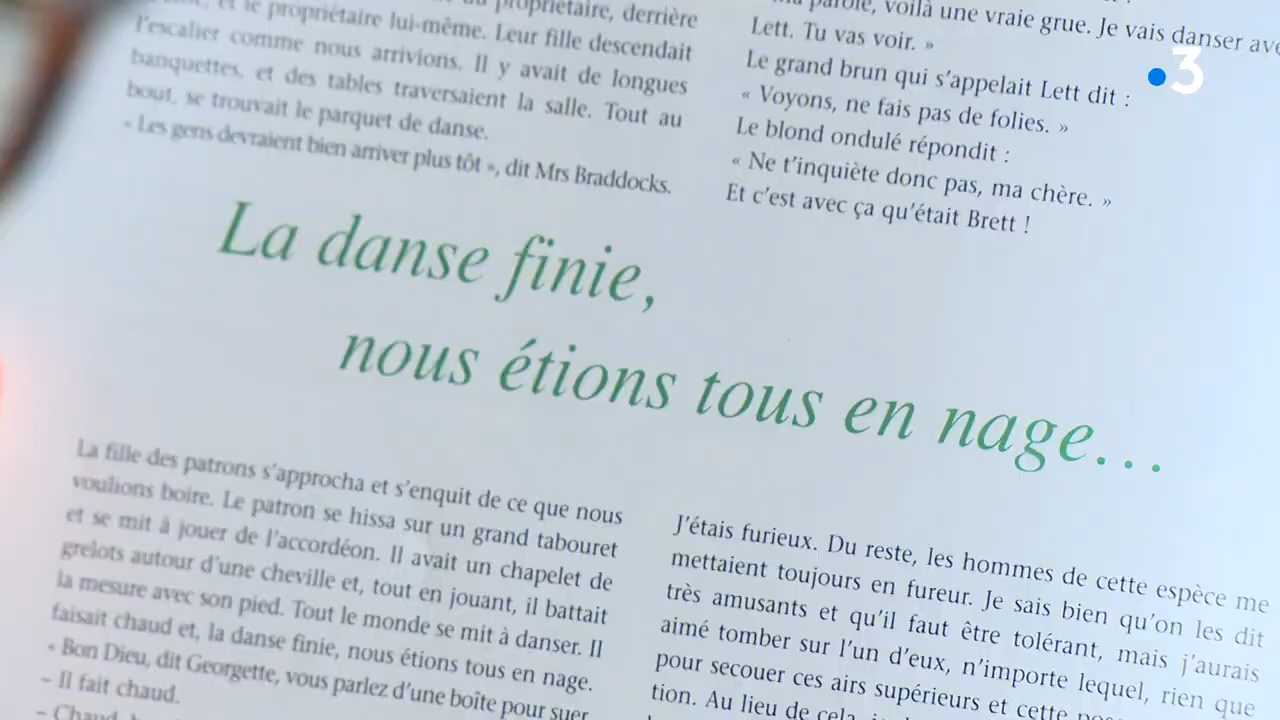 et le propriétaire lui-même. Leur fille descendait
l'escalier comme nous arrivions. Il y avait de longues
banquettes, et des tables traversaient la salle. Tout au
bout, se trouvait le parquet de danse.
« Les gens devraient bien arriver plus tôt », dit Mrs Braddocks.
parole, voilà une vraie grue. Je vais danser
Lett. Tu vas voir. »
Le grand brun qui s'appelait Lett dit :
« Voyons, ne fais pas de folies. »
Le blond ondulé répondit :
« Ne t'inquiète donc pas, ma chère. »
Et c'est avec ça qu'était Brett !
3
La danse finie,
nous étions tous en nage…
La fille des patrons s'approcha et s'enquit de ce que nous
voulions boire. Le patron se hissa sur un grand tabouret
et se mit à jouer de l'accordéon. Il avait un chapelet de
grelots autour d'une cheville et, tout en jouant, il battait
la mesure avec son pied. Tout le monde se mit à danser. Il
faisait chaud et, la danse finie, nous étions tous en nage.
« Bon Dieu, dit Georgette, vous parlez d'une boîte pour suer
– Il fait chaud.
– Chaud,
J'étais furieux. Du reste, les hommes de cette espèce me
mettaient toujours en fureur. Je sais bien qu'on les dit
très amusants et qu'il faut être tolérant, mais j'aurais
aimé tomber sur l'un d'eux, n'importe lequel, rien que
pour secouer ces airs supérieurs et cette
tion. Au lieu de cela,